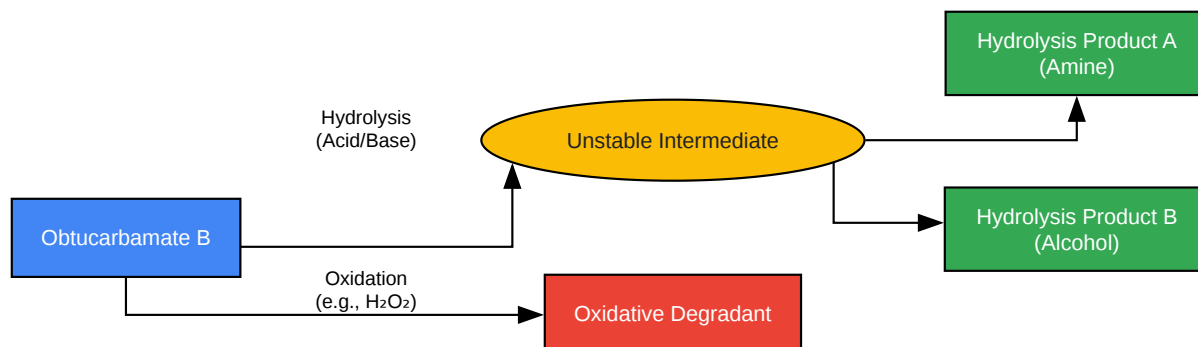 Hydrolysis Product A
(Amine)
Hydrolysis
(Acid/Base)
Unstable Intermediate
Obtucarbamate B
Hydrolysis Product B
(Alcohol)
Oxidation
(e.g., H₂O₂)
Oxidative Degradant